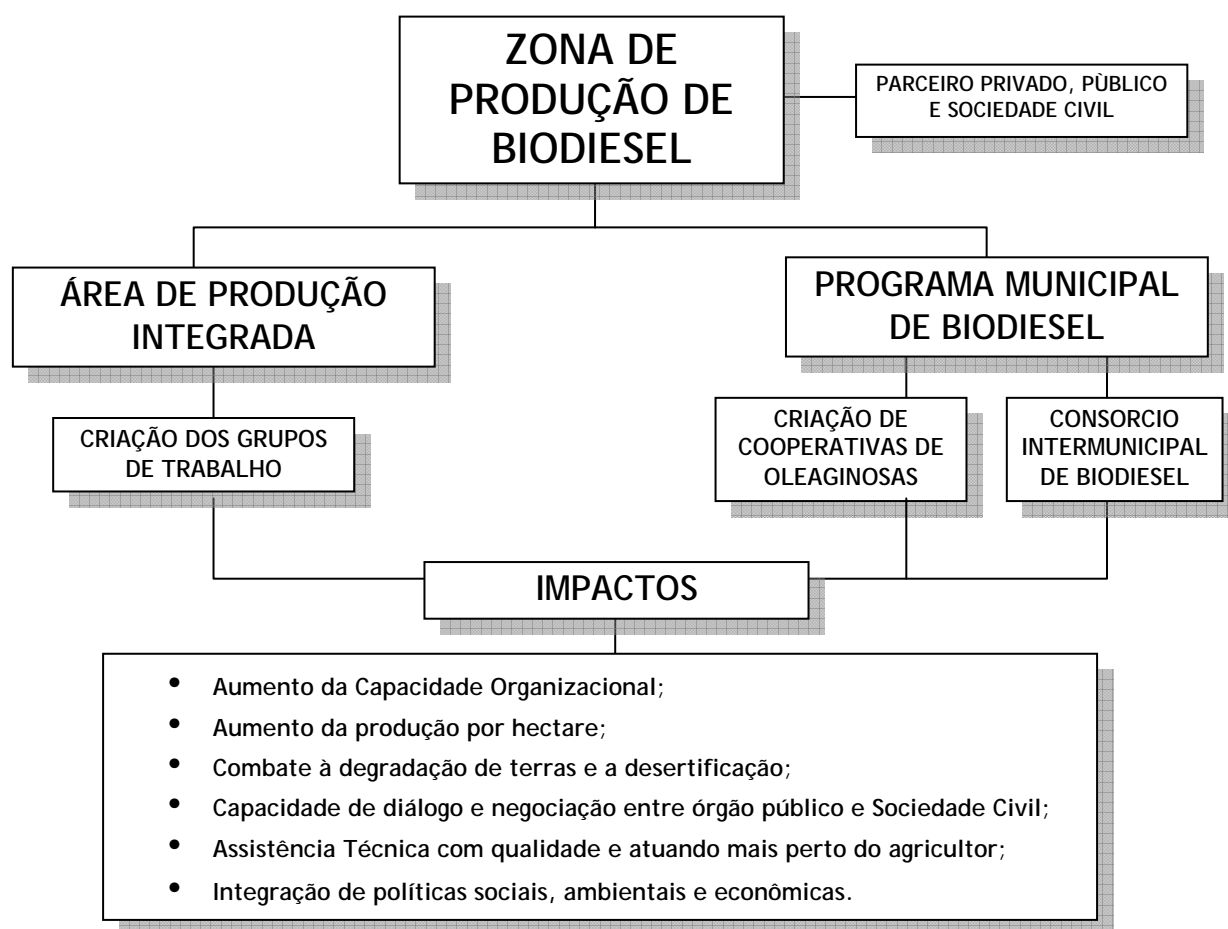 ZONA DE
PRODUÇÃO DE
BIODIESEL
PARCEIRO PRIVADO, PÙBLICO
E SOCIEDADE CIVIL
ÁREA DE PRODUÇÃO
INTEGRADA
PROGRAMA MUNICIPAL
DE BIODIESEL
CRIAÇÃO DOS GRUPOS
DE TRABALHO
CRIAÇÃO DE
COOPERATIVAS DE
OLEAGINOSAS
CONSORCIO
INTERMUNICIPAL
DE BIODIESEL
IMPACTOS
• Aumento da Capacidade Organizacional;
• Aumento da produção por hectare;
• Combate à degradação de terras e a desertificação;
• Capacidade de diálogo e negociação entre órgão público e Sociedade Civil;
• Assistência Técnica com qualidade e atuando mais perto do agricultor;
• Integração de políticas sociais, ambientais e econômicas.